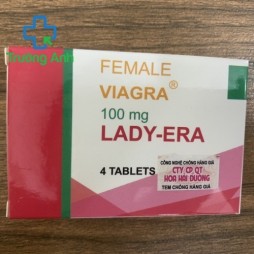 Trường Anh
FEMALE
VIAGRA®
100 mg
LADY-ERA
4 TABLETS
CÔNG NGHỆ CHỐNG HÀNG GIẢ
CTY CP QT
HOA HẢI DƯƠNG
TEM CHỐNG HÀNG GIẢ